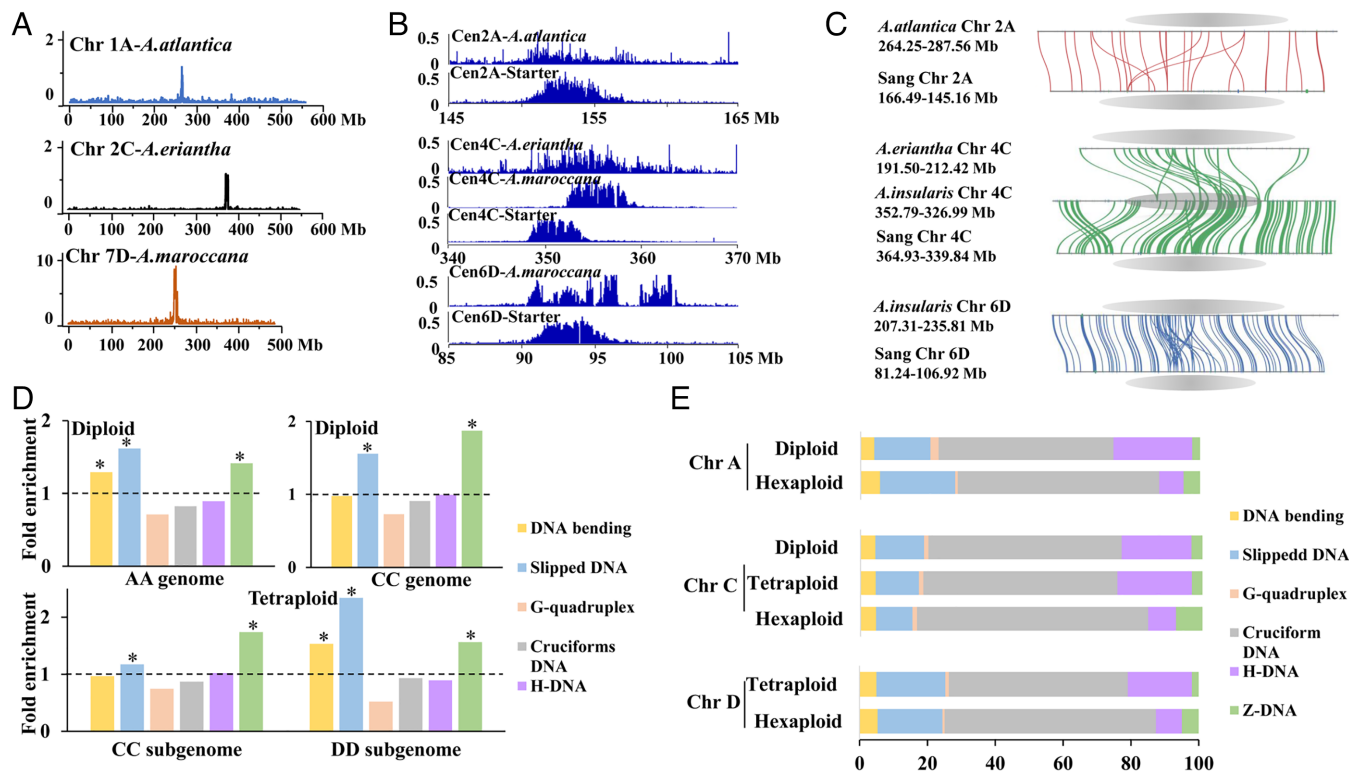 A
Chr 1A-A.atlantica
2
0
0 100 200 300 400 500 600 Mb
Chr 2C-A.eriantha
2
0
0 100 200 300 400 500 600 Mb
Chr 7D-A.maroccana
10
0
0 100 200 300 400 500 Mb
B
0.5
Cen2A-A.atlantica
0
0.5
Cen2A-Starter
0
145 155 165 Mb
0.5
Cen4C-A.eriantha
0
0.5
Cen4C-A.maroccana
0
0.5
Cen4C-Starter
0
340 350 360 370 Mb
0.5
Cen6D-A.maroccana
0
0.5
Cen6D-Starter
0
85 90 95 100 105 Mb
C
A.atlantica Chr 2A
264.25-287.56 Mb
Sang Chr 2A
166.49-145.16 Mb
A.eriantha Chr 4C
191.50-212.42 Mb
A.insularis Chr 4C
352.79-326.99 Mb
Sang Chr 4C
364.93-339.84 Mb
A.insularis Chr 6D
207.31-235.81 Mb
Sang Chr 6D
81.24-106.92 Mb
D
Fold enrichment
2
1
0
Diploid
* * *
AA genome
2
1
0
Diploid
* *
CC genome
Fold enrichment
2
1
0
Tetraploid
* * * * *
CC subgenome
DD subgenome
DNA bending
Slipped DNA
G-quadruplex
Cruciforms
DNA
H-DNA
E
Chr A
Diploid
Hexaploid
Chr C
Diploid
Tetraploid
Hexaploid
Chr D
Tetraploid
Hexaploid
0 20 40 60 80 100
DNA bending
Slippedd DNA
G-quadruplex
Cruciform
DNA
H-DNA
Z-DNA